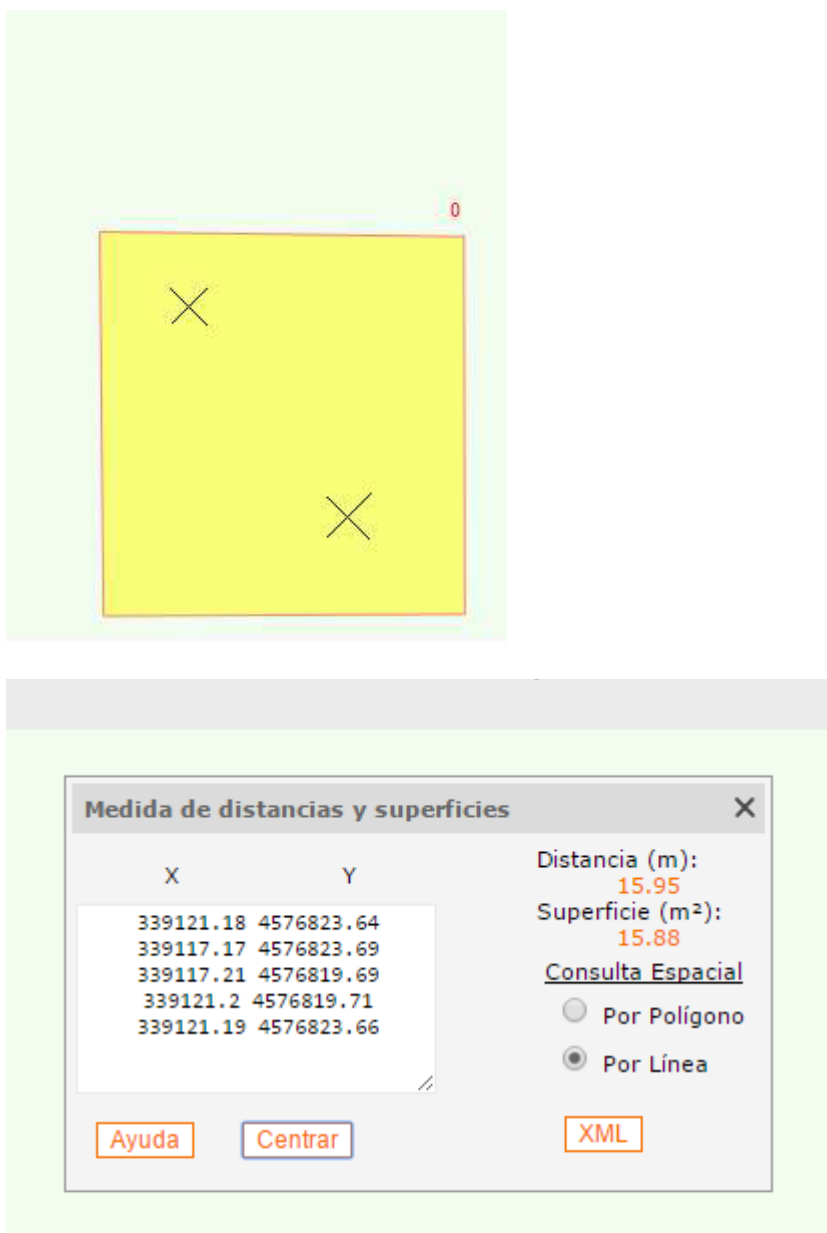 0
Medida de distancias y superficies
X Y
339121.18 4576823.64
339117.17 4576823.69
339117.21 4576819.69
339121.2 4576819.71
339121.19 4576823.66
Distancia (m):
15.95
Superficie (m²):
15.88
Consulta Espacial
Por Polígono
Por Línea
Ayuda
Centrar
XML